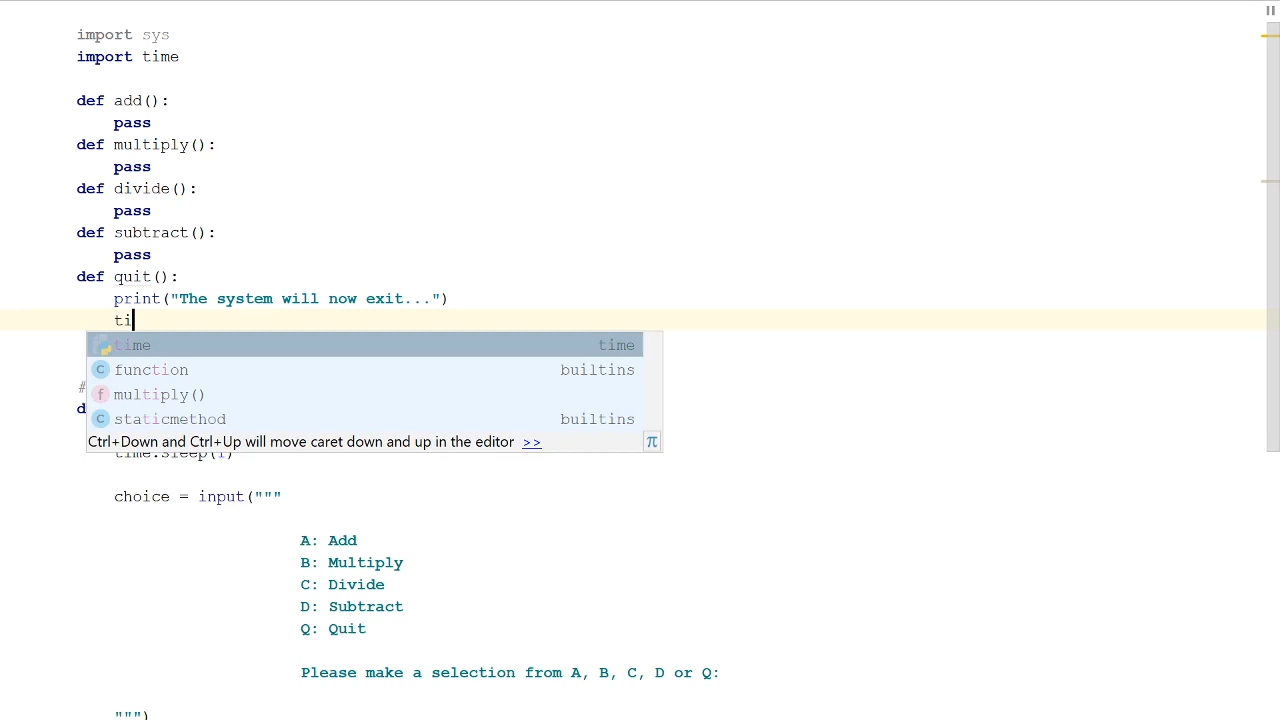 import sys
import time
def add():
pass
def multiply():
pass
def divide():
pass
def subtract():
pass
def quit():
print("The system will now exit...")
ti
time time
function builtins
multiply()
staticmethod builtins
Ctrl+Down and Ctrl+Up will move caret down and up in the editor >> π
#
d
time.sleep(1)
choice = input("""
A: Add
B: Multiply
C: Divide
D: Subtract
Q: Quit
Please make a selection from A, B, C, D or Q:
""")